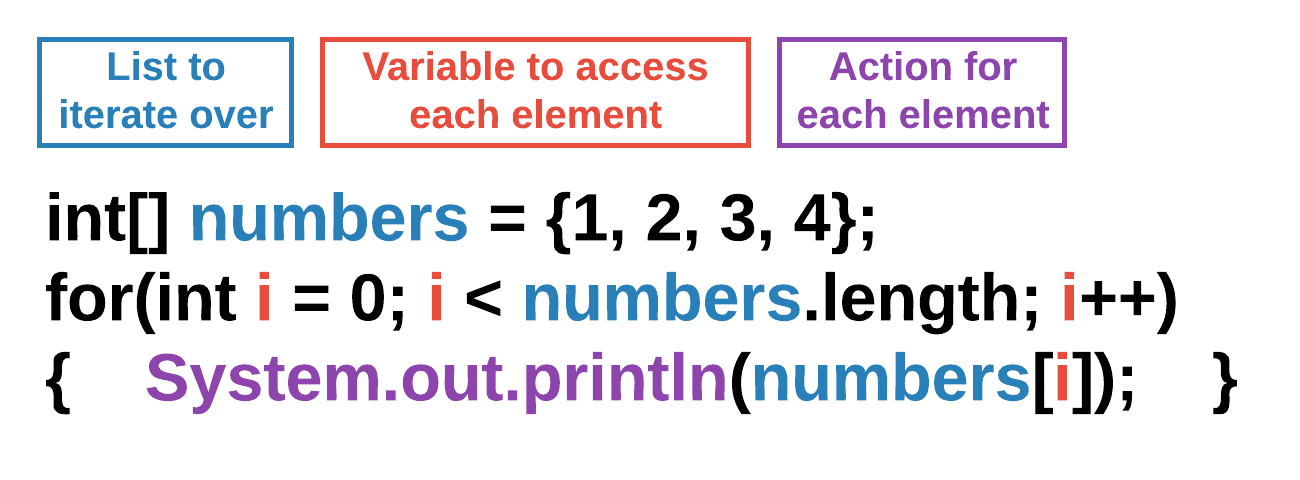 List to
iterate over
Variable to access
each element
Action for
each element
int[] numbers = {1, 2, 3, 4};
for(int i = 0; i < numbers.length; i++)
{    System.out.println(numbers[i]);    }